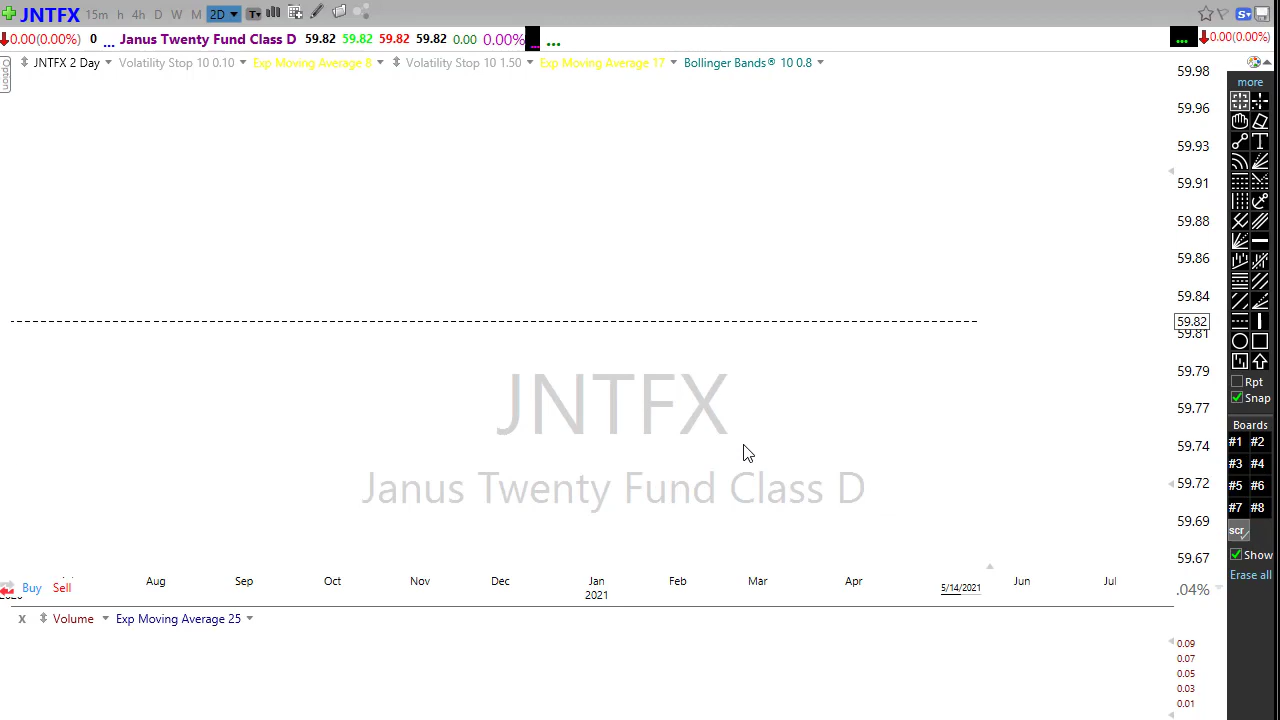 JNTFX 15m h 4h D W M 2D
0.00(0.00%) 0 ... Janus Twenty Fund Class D 59.82 59.82 59.82 59.82 0.00 0.00% ... ... ... 0.00(0.00%)
Option
JNTFX 2 Day Volatility Stop 10 0.10 Exp Moving Average 8 Volatility Stop 10 1.50 Exp Moving Average 17 Bollinger Bands® 10 0.8
59.98
59.96
59.93
59.91
59.88
59.86
59.84
59.82
59.81
59.79
59.77
59.74
59.72
59.69
59.67
JNTFX
Janus Twenty Fund Class D
Aug Sep Oct Nov Dec Jan Feb Mar Apr 5/14/2021 Jun Jul
2021
Buy Sell
.04%
X Volume Exp Moving Average 25
0.09
0.07
0.05
0.03
0.01
more
Rpt
Snap
Boards
#1 #2
#3 #4
#5 #6
#7 #8
scr
Show
Erase all